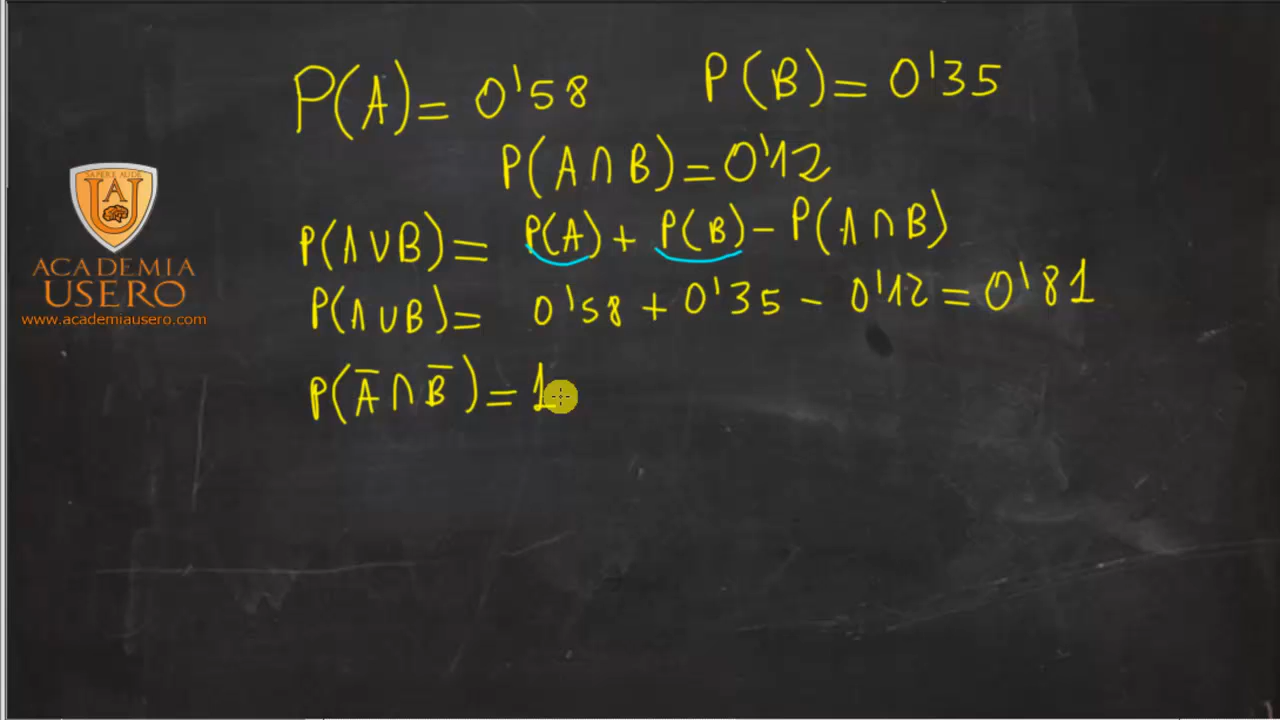 P(A) = 0'58 P(B) = 0'35
P(A ∩ B) = 0'12
P(A ∪ B) = P(A) + P(B) - P(A ∩ B)
P(A ∪ B) = 0'58 + 0'35 - 0'12 = 0'81
P(A̅ ∩ B̅) = 1
SAPERE AUDE
UA
ACADEMIA
USERO
www.academiausero.com